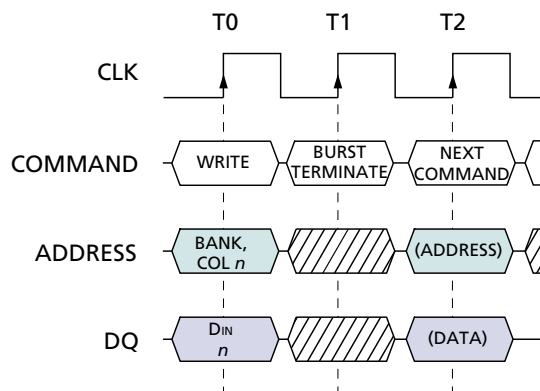 T0 T1 T2
CLK
COMMAND WRITE BURST TERMINATE NEXT COMMAND
ADDRESS BANK, COL n (ADDRESS)
DQ DIN n (DATA)